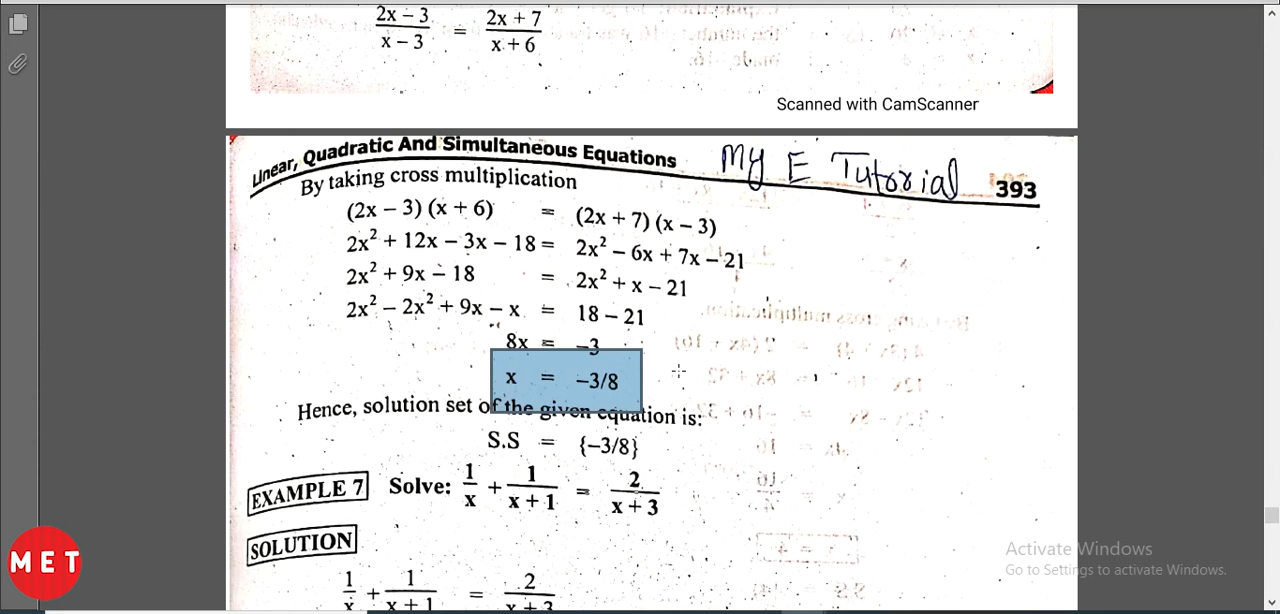 2x – 3 / x – 3 = 2x + 7 / x + 6
Scanned with CamScanner
Linear, Quadratic And Simultaneous Equations My E Tutorial 393
By taking cross multiplication
(2x – 3) (x + 6) = (2x + 7) (x – 3)
2x² + 12x – 3x – 18 = 2x² – 6x + 7x – 21
2x² + 9x – 18 = 2x² + x – 21
2x² – 2x² + 9x – x = 18 – 21
8x = –3
x = –3/8
Hence, solution set of the given equation is:
S.S = {–3/8}
EXAMPLE 7 Solve: 1/x + 1/x + 1 = 2/x + 3
SOLUTION
1/x + 1/x + 1 = 2/x + 3
MET
Activate Windows
Go to Settings to activate Windows.